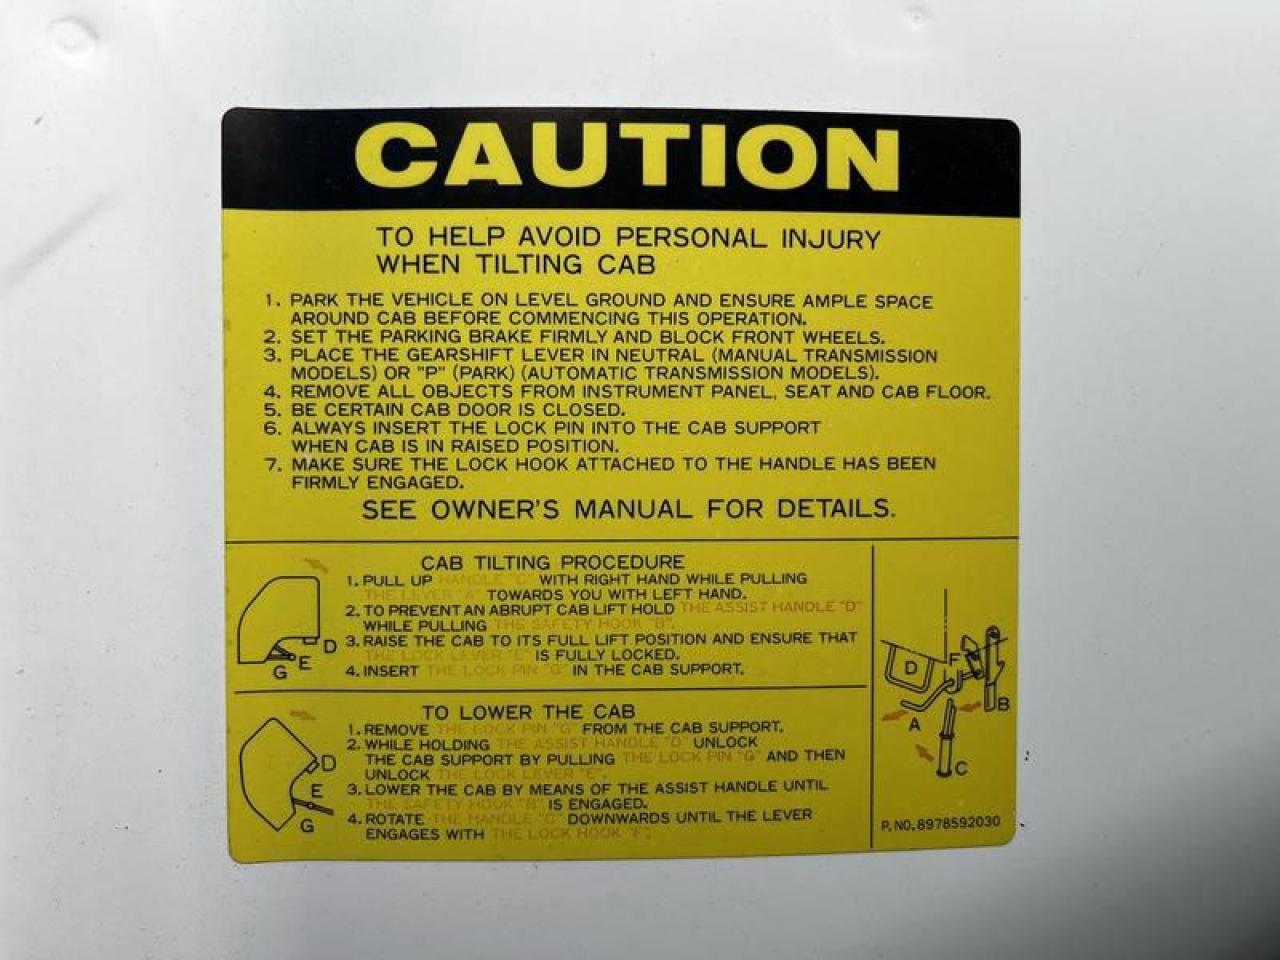 CAUTION
TO HELP AVOID PERSONAL INJURY
WHEN TILTING CAB
1. PARK THE VEHICLE ON LEVEL GROUND AND ENSURE AMPLE SPACE
AROUND CAB BEFORE COMMENCING THIS OPERATION.
2. SET THE PARKING BRAKE FIRMLY AND BLOCK FRONT WHEELS.
3. PLACE THE GEARSHIFT LEVER IN NEUTRAL (MANUAL TRANSMISSION
MODELS) OR "P" (PARK) (AUTOMATIC TRANSMISSION MODELS).
4. REMOVE ALL OBJECTS FROM INSTRUMENT PANEL, SEAT AND CAB FLOOR.
5. BE CERTAIN CAB DOOR IS CLOSED.
6. ALWAYS INSERT THE LOCK PIN INTO THE CAB SUPPORT
WHEN CAB IS IN RAISED POSITION.
7. MAKE SURE THE LOCK HOOK ATTACHED TO THE HANDLE HAS BEEN
FIRMLY ENGAGED.
SEE OWNER'S MANUAL FOR DETAILS.
CAB TILTING PROCEDURE
1. PULL UP HANDLE "C" WITH RIGHT HAND WHILE PULLING
THE LEVER "A" TOWARDS YOU WITH LEFT HAND.
2. TO PREVENT AN ABRUPT CAB LIFT HOLD THE ASSIST HANDLE "D"
WHILE PULLING THE SAFETY HOOK "B".
3. RAISE THE CAB TO ITS FULL LIFT POSITION AND ENSURE THAT
THE LOCK LEVER "E" IS FULLY LOCKED.
4. INSERT THE LOCK PIN "G" IN THE CAB SUPPORT.
D
E
G
TO LOWER THE CAB
1. REMOVE THE LOCK PIN "G" FROM THE CAB SUPPORT.
2. WHILE HOLDING THE ASSIST HANDLE "D" UNLOCK
THE CAB SUPPORT BY PULLING THE LOCK PIN "G" AND THEN
UNLOCK THE LOCK LEVER "E".
3. LOWER THE CAB BY MEANS OF THE ASSIST HANDLE UNTIL
THE SAFETY HOOK "B" IS ENGAGED.
4. ROTATE THE HANDLE "C" DOWNWARDS UNTIL THE LEVER
ENGAGES WITH THE LOCK HOOK "F".
D
E
G
D
F
B
A
C
P. NO. 8978592030